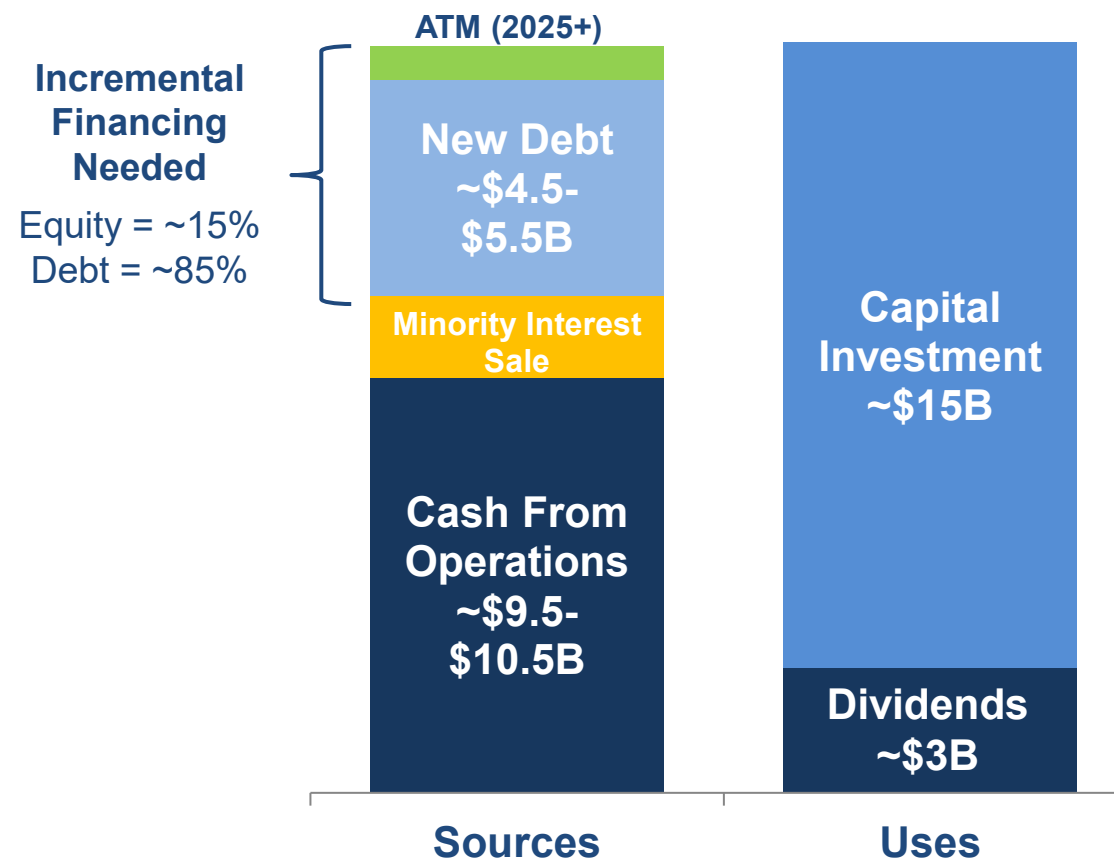 ATM (2025+)
Incremental
Financing
Needed
Equity = ~15%
Debt = ~85%
New Debt
~$4.5-
$5.5B
Minority Interest
Sale
Cash From
Operations
~$9.5-
$10.5B
Capital
Investment
~$15B
Dividends
~$3B
Sources
Uses